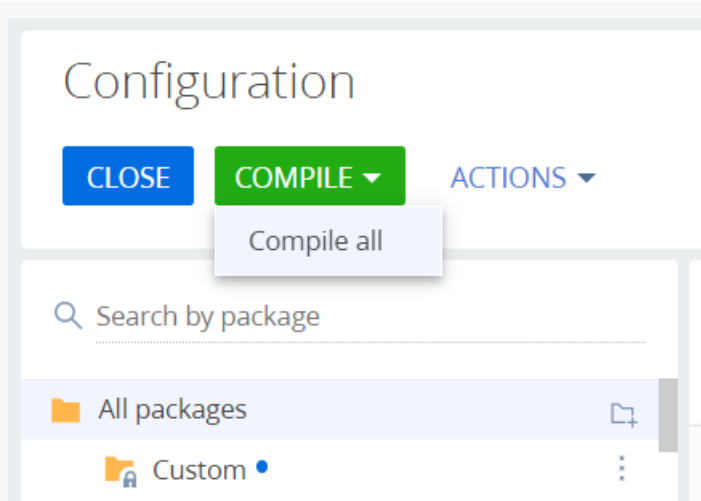 Configuration
CLOSE COMPILE ACTIONS
Compile all
Search by package
All packages
Custom